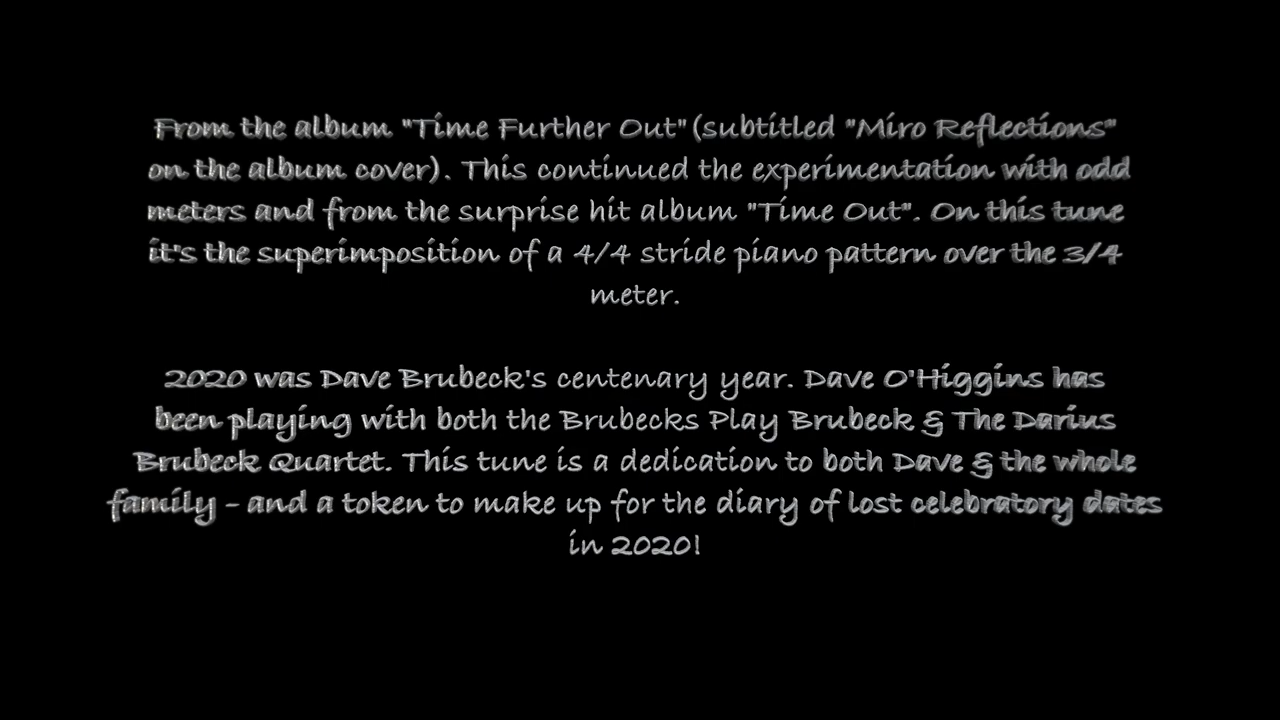 From the album "Time Further Out" (subtitled "Miro Reflections"
on the album cover). This continued the experimentation with odd
meters and from the surprise hit album "Time Out". On this tune
it's the superimposition of a 4/4 stride piano pattern over the 3/4
meter.
2020 was Dave Brubeck's centenary year. Dave O'Higgins has
been playing with both the Brubecks Play Brubeck & The Darius
Brubeck Quartet. This tune is a dedication to both Dave & the whole
family - and a token to make up for the diary of lost celebratory dates
in 2020!